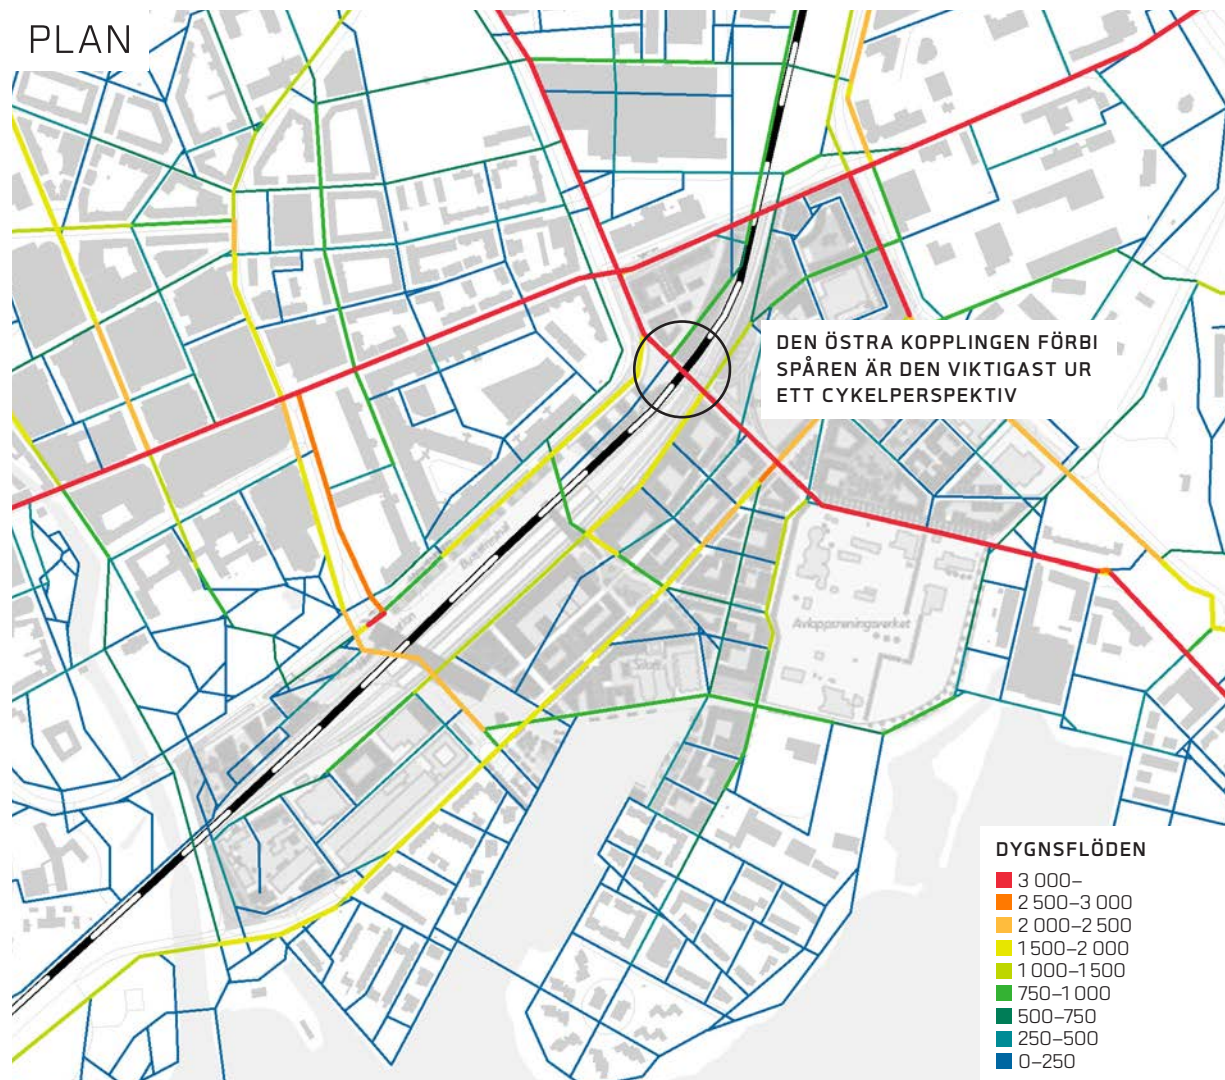 PLAN
DEN ÖSTRA KOPPLINGEN FÖRBI
SPÅREN ÄR DEN VIKTIGAST UR
ETT CYKELPERSPEKTIV
Avloppsreningsverket
DYGNSFLÖDEN
3 000–
2 500–3 000
2 000–2 500
1 500–2 000
1 000–1 500
750–1 000
500–750
250–500
0–250